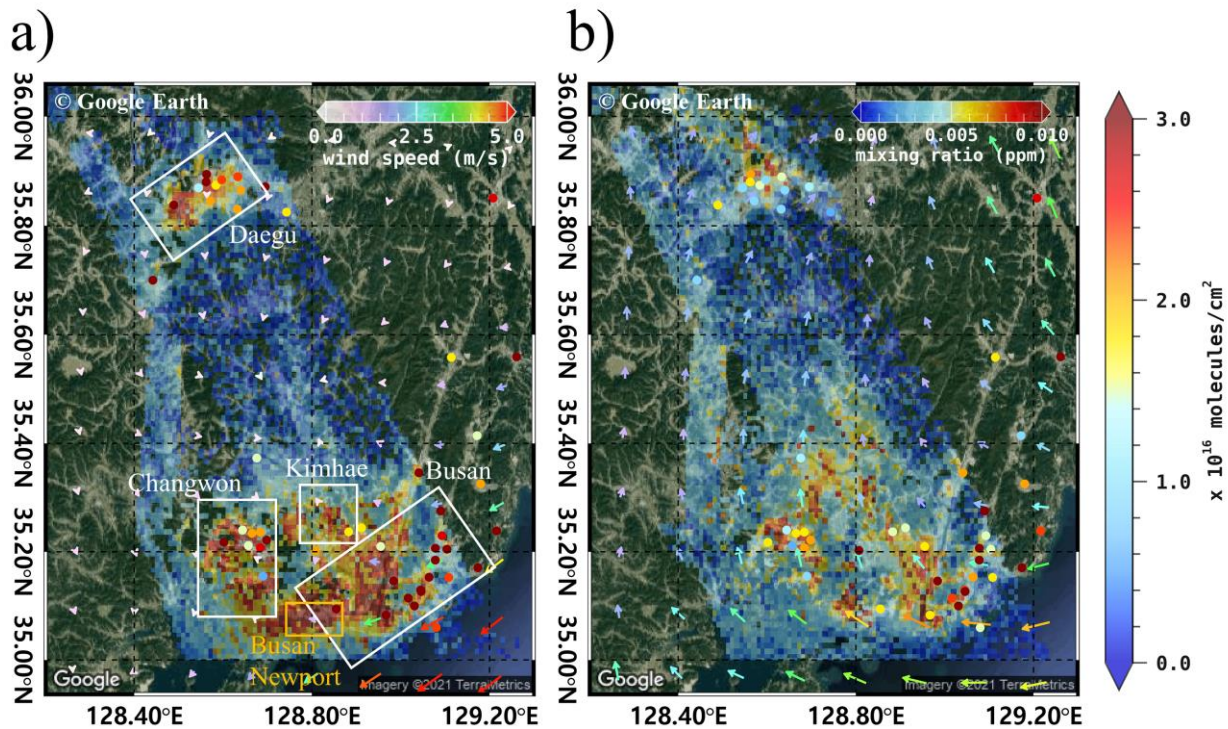 a)
b)
© Google Earth
0.0 2.5 5.0
wind speed (m/s)
36.00°N
35.80°N
35.60°N
35.40°N
35.20°N
35.00°N
Daegu
Changwon
Kimhae
Busan
Busan
Newport
Google
Imagery ©2021 TerraMetrics
128.40°E 128.80°E 129.20°E
© Google Earth
0.000 0.005 0.010
mixing ratio (ppm)
36.00°N
35.80°N
35.60°N
35.40°N
35.20°N
35.00°N
Google
Imagery ©2021 TerraMetrics
128.40°E 128.80°E 129.20°E
3.0
2.0
1.0
0.0
x 10¹⁶ molecules/cm²